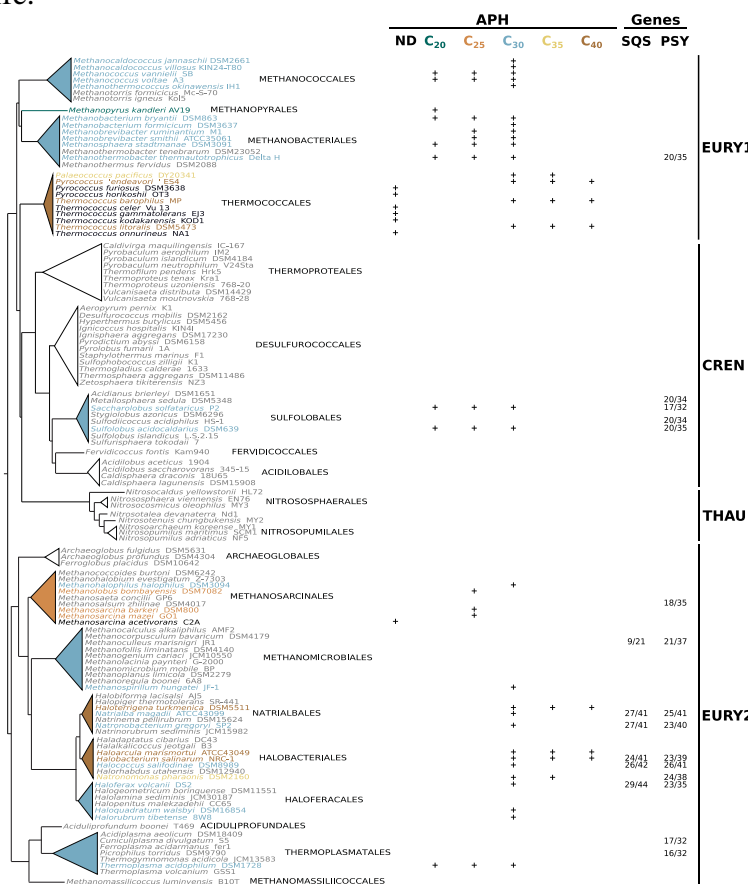 re.
APH Genes
ND C20 C25 C30 C35 C40 SQS PSY
Methanocaldococcus jannaschii DSM2661 +
Methanocaldococcus villosus KIN24-T80 +
Methanococcus vannielii SB + + +
Methanococcus voltae A3 + + +
METHANOCOCCALES
Methanothermococcus okinawensis IH1 +
Methanotorris formicicus Mc-S-70
Methanotorris igneus Kol5
Methanopyrus kandleri AV19 METHANOPYRALES +
Methanobacterium bryantii DSM863 + + +
Methanobacterium formicicum DSM3637 +
Methanobrevibacter ruminantium M1 + +
Methanobrevibacter smithii ATCC35061 + +
METHANOBACTERIALES
Methanosphaera stadtmanae DSM3091 + + +
Methanothermobacter tenebrarum DSM23052
Methanothermobacter thermautotrophicus Delta H + + + 20/35
Methanothermus fervidus DSM2088
EURY1
Palaeococcus pacificus DY20341 + +
Pyrococcus 'endeavori' ES4 + + +
Pyrococcus furiosus DSM3638 +
Pyrococcus horikoshii OT3 +
Thermococcus barophilus MP + + +
THERMOCOCCALES
Thermococcus celer Vu 13 +
Thermococcus gammatolerans EJ3 +
Thermococcus kodakarensis KOD1 +
Thermococcus litoralis DSM5473 + + +
Thermococcus onnurineus NA1 +
Caldivirga maquilingensis IC-167
Pyrobaculum aerophilum IM2
Pyrobaculum islandicum DSM4184
Pyrobaculum neutrophilum V24Sta
Thermofilum pendens Hrk5
THERMOPROTEALES
Thermoproteus tenax Kra1
Thermoproteus uzoniensis 768-20
Vulcanisaeta distributa DSM14429
Vulcanisaeta moutnovskia 768-28
Aeropyrum pernix K1
Desulfurococcus mobilis DSM2162
Hyperthermus butylicus DSM5456
Ignicoccus hospitalis KIN4I
Ignisphaera aggregans DSM17230
Pyrodictium abyssi DSM6158
DESULFUROCOCCALES
Pyrolobus fumarii 1A
Staphylothermus marinus F1
Sulfophobococcus zilligii K1
Thermogladius calderae 1633
Thermosphaera aggregans DSM11486
Zetosphaera tikiterensis NZ3
CREN
Acidianus brierleyi DSM1651
Metallosphaera sedula DSM5348 20/34
Saccharolobus solfataricus P2 + + + 17/32
Stygiolobus azoricus DSM6296
SULFOLOBALES
Sulfodiicoccus acidiphilus HS-1 20/34
Sulfolobus acidocaldarius DSM639 + + + 20/35
Sulfolobus islandicus L.S.2.15
Sulfurisphaera tokodaii 7
Fervidicoccus fontis Kam940 FERVIDICOCCALES
Acidilobus aceticus 1904
Acidilobus saccharovorans 345-15
ACIDILOBALES
Caldisphaera draconis 18U65
Caldisphaera lagunensis DSM15908
Nitrosocaldus yellowstonii HL72
Nitrososphaera viennensis EN76
NITROSOSPHAERALES
Nitrosocosmicus oleophilus MY3
Nitrosotalea devanaterra Nd1
THAU
Nitrosotenuis chungbukensis MY2
Nitrosoarchaeum koreense MY1
Nitrosopumilus maritimus SCM1 NITROSOPUMILALES
Nitrosopumilus adriaticus NF5
Archaeoglobus fulgidus DSM5631
Archaeoglobus profundus DSM4304 ARCHAEOGLOBALES
Ferroglobus placidus DSM10642
Methanococcoides burtoni DSM6242
Methanohalobium evestigatum Z-7303
Methanohalophilus halophilus DSM3094 +
Methanolobus bombayensis DSM7082 +
METHANOSARCINALES
Methanosaeta concilii GP6
Methanosalsum zhilinae DSM4017 18/35
Methanosarcina barkeri DSM800 +
Methanosarcina mazei GO1 +
Methanosarcina acetivorans C2A +
Methanocalculus alkaliphilus AMF2
Methanocorpusculum bavaricum DSM4179
Methanoculleus marisnigri JR1 9/21 21/37
Methanofollis liminatans DSM4140
Methanogenium cariaci JCM10550
METHANOMICROBIALES
Methanolacinia paynteri G-2000
Methanomicrobium mobile BP
Methanoplanus limicola DSM2279
Methanoregula boonei 6A8
Methanospirillum hungatei JF-1 +
Halobiforma lacisalsi AJ5
Halopiger thermotolerans SR-441
Haloterrigena turkmenica DSM5511 + + +
Natrialba magadii ATCC43099 + 27/41 25/41
NATRIALBALES
Natrinema pellirubrum DSM15624
Natronobacterium gregoryi SP2 + 27/41 23/40
Natrinorubrum sediminis JCM15982
EURY2
Haladaptatus cibarius DC43
Halalkalicoccus jeotgali B3
Haloarcula marismortui ATCC43049 + + +
Halobacterium salinarum NRC-1 + + + 24/41 23/39
HALOBACTERIALES
Halococcus salifodinae DSM8989 + 26/42 26/41
Halorhabdus utahensis DSM12940
Natronomonas pharaonis DSM2160 + + 24/38
Haloferax volcanii DS2 + 29/44 23/35
Halogeometricum borinquense DSM11551
Halolamina sediminis JCM30187
HALOFERACALES
Halopenitus malekzadehii CC65
Haloquadratum walsbyi DSM16854 +
Halorubrum tibetense 8W8 +
Aciduliprofundum boonei T469 ACIDULIPROFUNDALES
Acidiplasma aeolicum DSM18409
Cuniculiplasma divulgatum S5 17/32
Ferroplasma acidarmanus fer1
Picrophilus torridus DSM9790 16/32
THERMOPLASMATALES
Thermogymnomonas acidicola JCM13583
Thermoplasma acidophilum DSM1728 + + +
Thermoplasma volcanium GSS1
Methanomassiliicoccus luminyensis B10T METHANOMASSILIICOCCALES